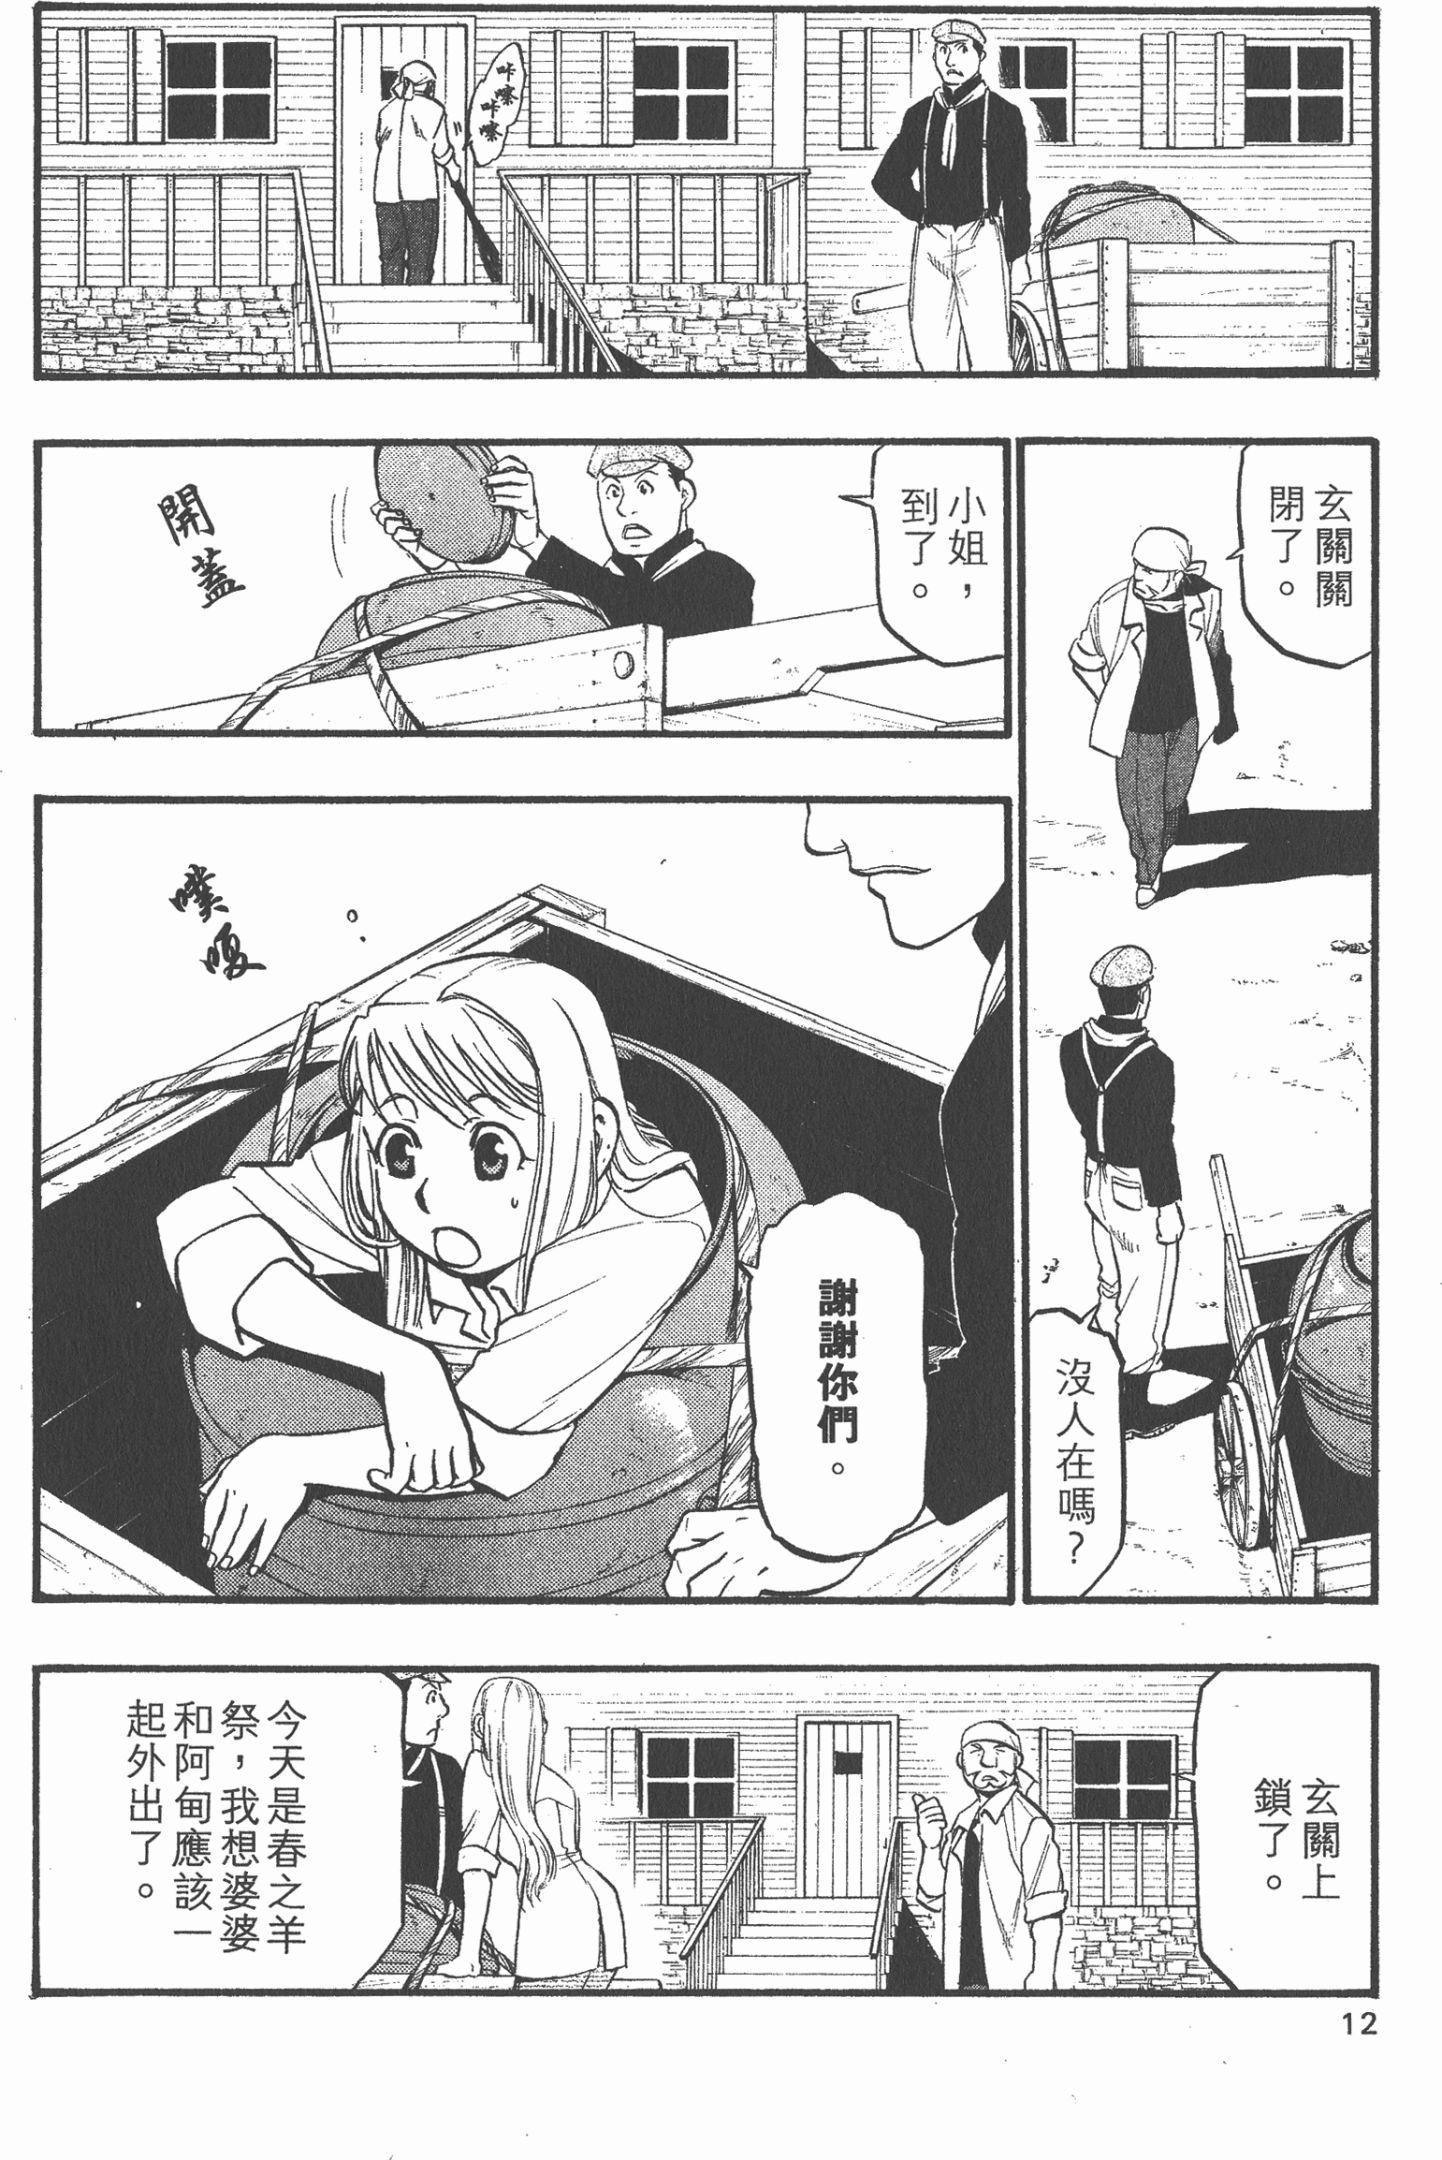 咔嚓咔嚓
玄關關
閉了。
沒人在嗎？
小姐，
到了。
開蓋
謝謝你們。
噗嗄
玄關上
鎖了。
今天是春之羊
祭，我想婆婆
和阿甸應該一
起外出了。
12